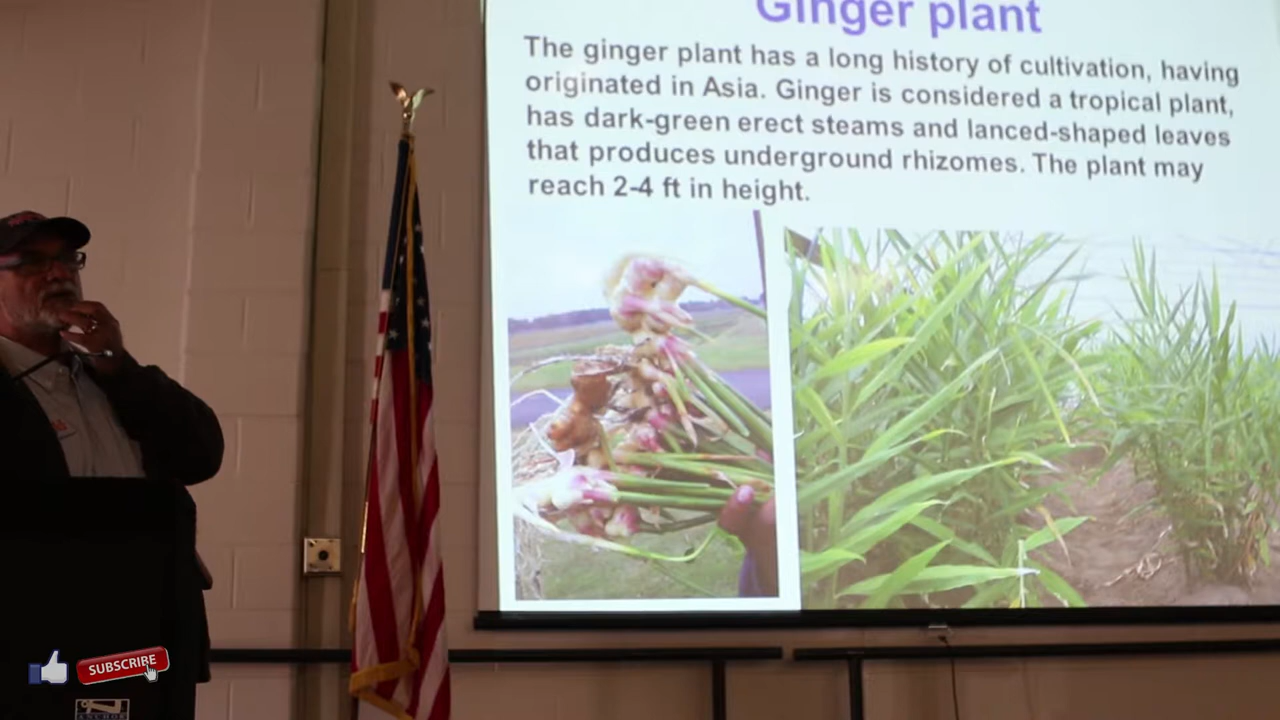 Ginger plant
The ginger plant has a long history of cultivation, having
originated in Asia. Ginger is considered a tropical plant,
has dark-green erect steams and lanced-shaped leaves
that produces underground rhizomes. The plant may
reach 2-4 ft in height.
SUBSCRIBE
ANCHOR